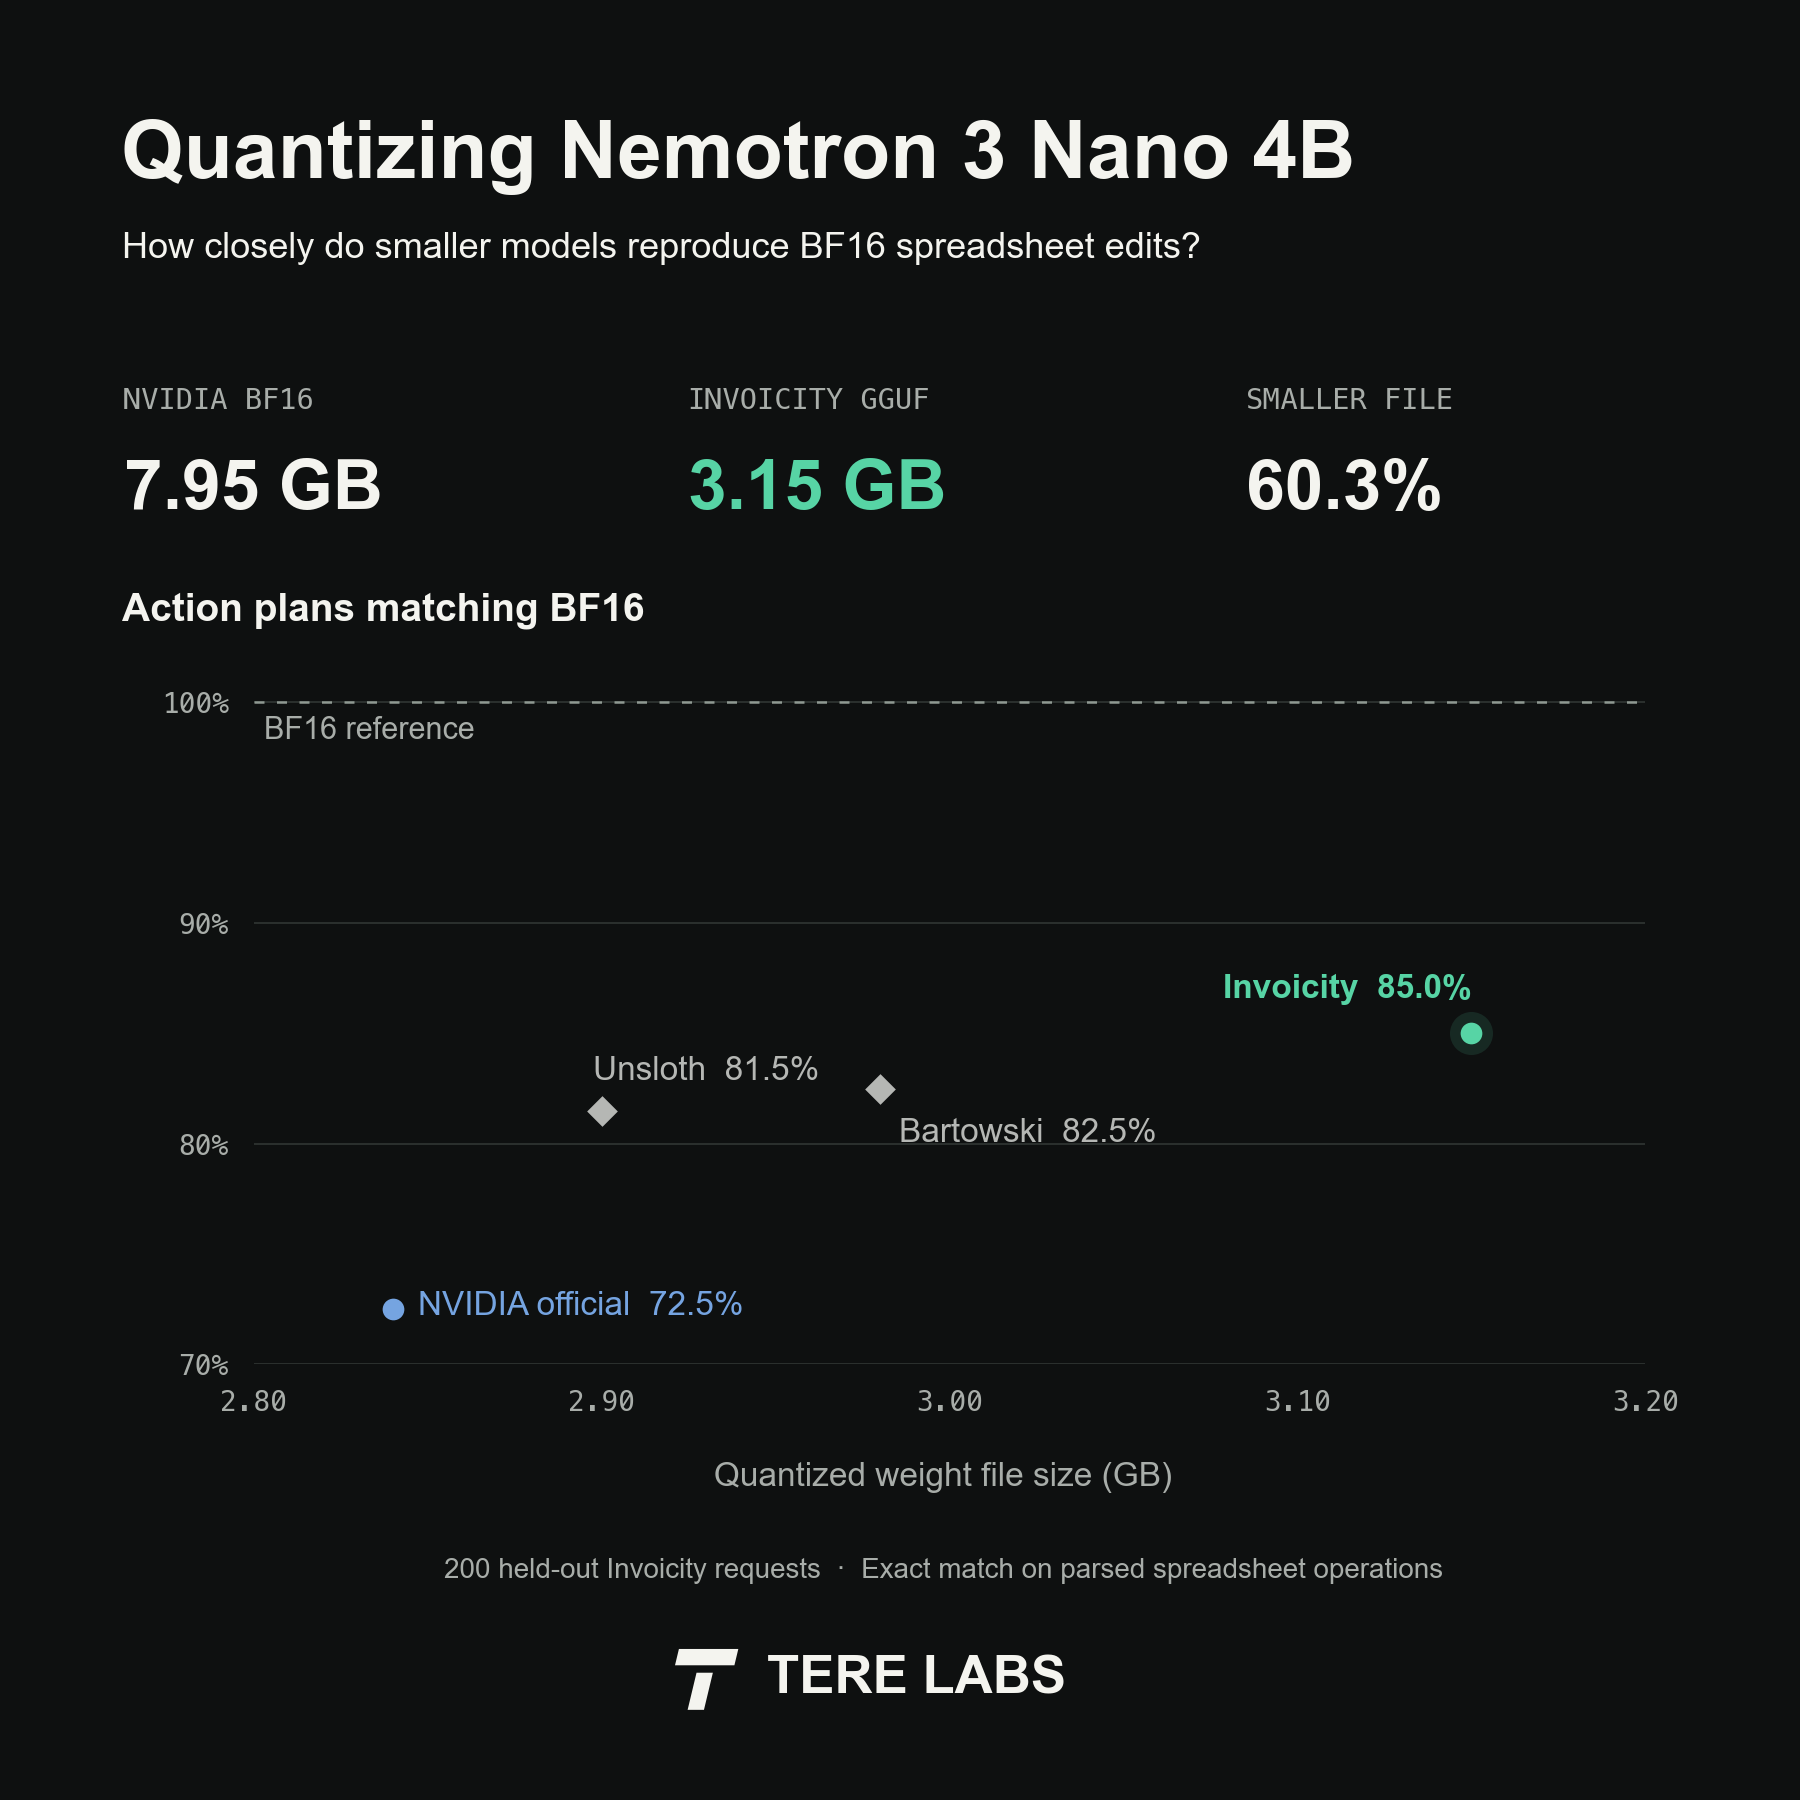 Quantizing Nemotron 3 Nano 4B
How closely do smaller models reproduce BF16 spreadsheet edits?
NVIDIA BF16
7.95 GB
INVOICITY GGUF
3.15 GB
SMALLER FILE
60.3%
Action plans matching BF16
100%
BF16 reference
90%
Invoicity 85.0%
Unsloth 81.5%
Bartowski 82.5%
80%
NVIDIA official 72.5%
70%
2.80 2.90 3.00 3.10 3.20
Quantized weight file size (GB)
200 held-out Invoicity requests · Exact match on parsed spreadsheet operations
TERE LABS